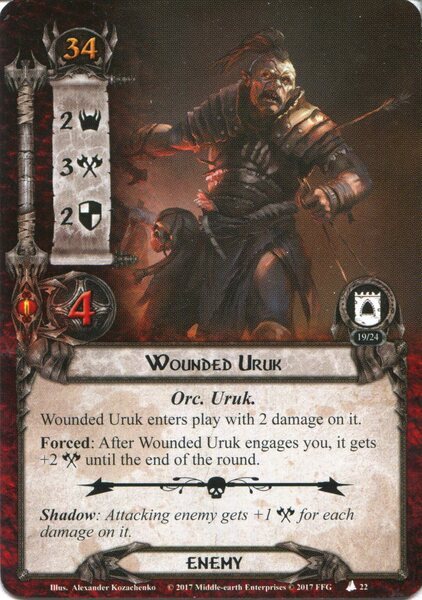 34
2
3
2
4
19/24
Wounded Uruk
Orc. Uruk.
Wounded Uruk enters play with 2 damage on it.
Forced: After Wounded Uruk engages you, it gets
+2 until the end of the round.
Shadow: Attacking enemy gets +1 for each
damage on it.
ENEMY
Illus. Alexander Kozachenko © 2017 Middle-earth Enterprises © 2017 FFG 22